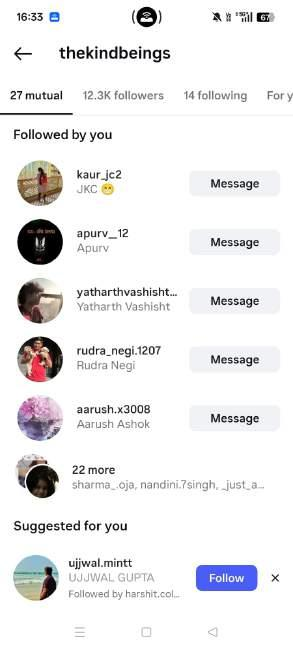 16:33
67
thekindbeings
27 mutual 12.3K followers 14 following For y
Followed by you
kaur_jc2
JKC 😁
Message
apurv__12
Apurv
Message
yatharthvashisht...
Yatharth Vashisht
Message
rudra_negi.1207
Rudra Negi
Message
aarush.x3008
Aarush Ashok
Message
22 more
sharma_.oja, nandini.7singh, _just_a...
Suggested for you
ujjwal.mintt
UJJWAL GUPTA
Followed by harshit.col...
Follow